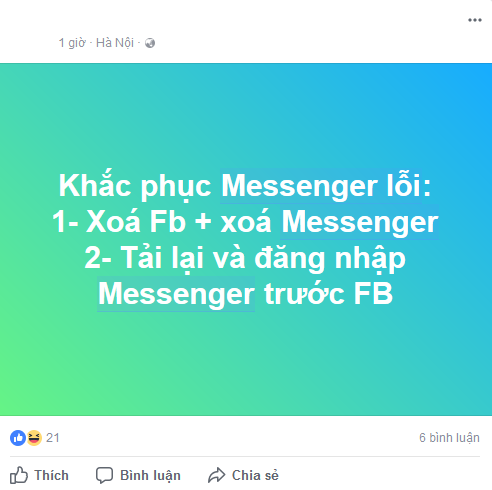 1 giờ · Hà Nội ·
Khắc phục Messenger lỗi:
1- Xoá Fb + xoá Messenger
2- Tải lại và đăng nhập
Messenger trước FB
21
6 bình luận
Thích
Bình luận
Chia sẻ